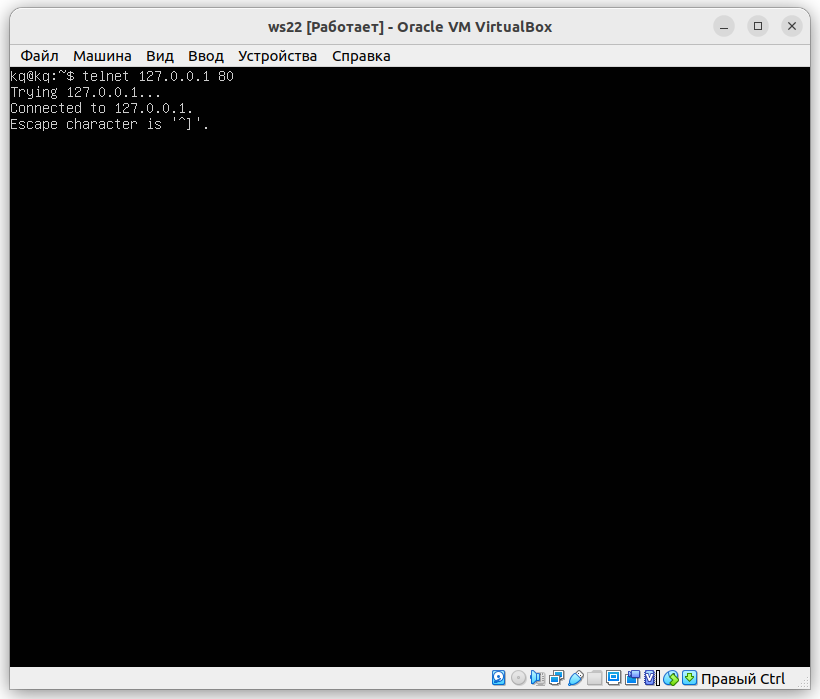 ws22 [Работает] - Oracle VM VirtualBox
Файл Машина Вид Ввод Устройства Справка
kq@kq:~$ telnet 127.0.0.1 80
Trying 127.0.0.1...
Connected to 127.0.0.1.
Escape character is '^]'.
Правый Ctrl